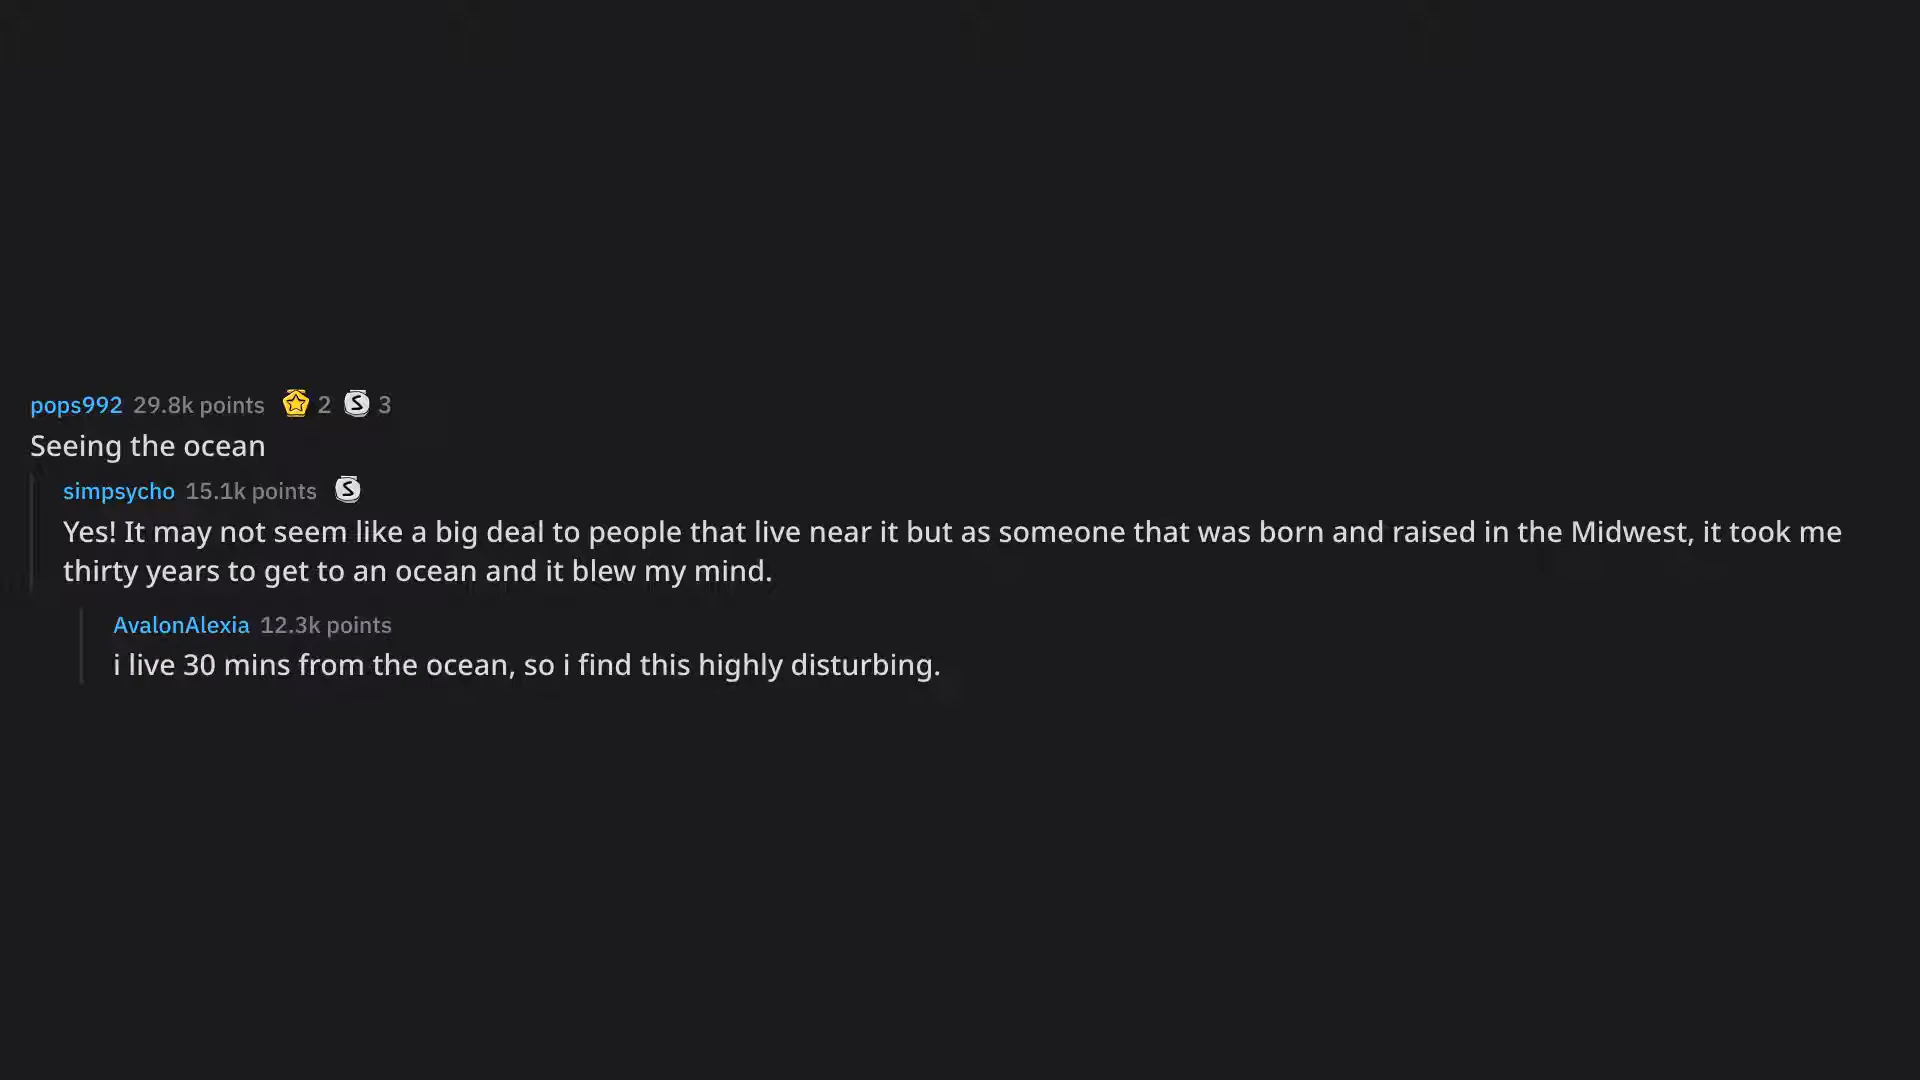 pops992 29.8k points 2 S 3
Seeing the ocean
simpsycho 15.1k points S
Yes! It may not seem like a big deal to people that live near it but as someone that was born and raised in the Midwest, it took me
thirty years to get to an ocean and it blew my mind.
AvalonAlexia 12.3k points
i live 30 mins from the ocean, so i find this highly disturbing.